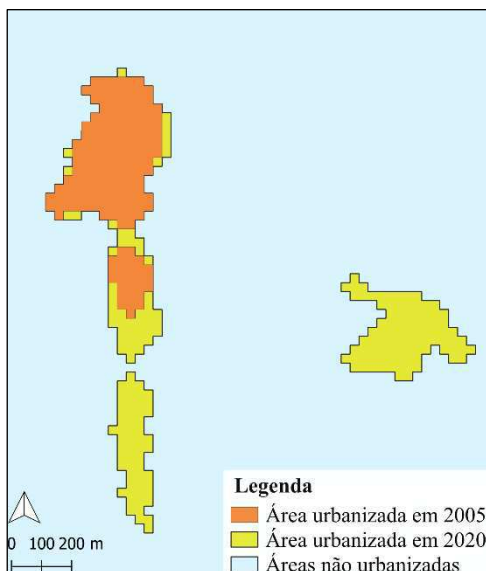 Legenda
Área urbanizada em 2005
Área urbanizada em 2020
Áreas não urbanizadas
0 100 200 m